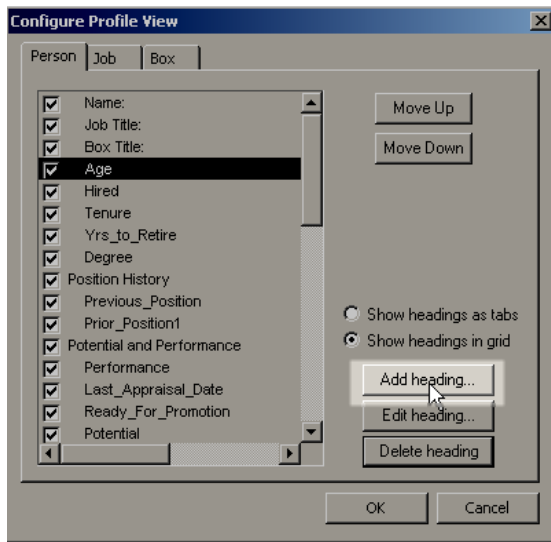 Configure Profile View
Person Job Box
Name:
Job Title:
Box Title:
Age
Hired
Tenure
Yrs_to_Retire
Degree
Position History
Previous_Position
Prior_Position1
Potential and Performance
Performance
Last_Appraisal_Date
Ready_For_Promotion
Potential
Move Up
Move Down
Show headings as tabs
Show headings in grid
Add heading...
Edit heading...
Delete heading
OK Cancel